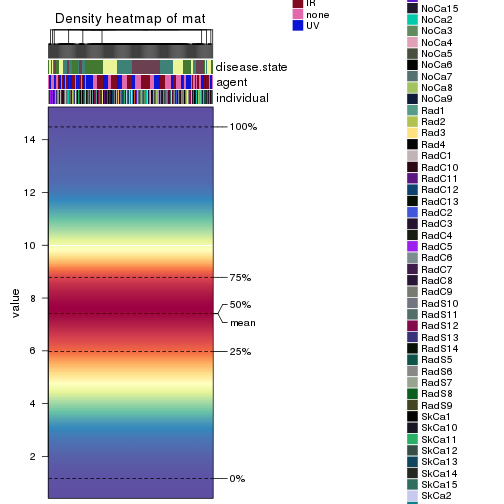 Density heatmap of mat
disease.state
agent
individual
14
12
10
8
6
4
2
value
100%
75%
50%
mean
25%
0%
IR
none
UV
NoCa15
NoCa2
NoCa3
NoCa4
NoCa5
NoCa6
NoCa7
NoCa8
NoCa9
Rad1
Rad2
Rad3
Rad4
RadC1
RadC10
RadC11
RadC12
RadC13
RadC2
RadC3
RadC4
RadC5
RadC6
RadC7
RadC8
RadC9
RadS10
RadS11
RadS12
RadS13
RadS14
RadS5
RadS6
RadS7
RadS8
RadS9
SkCa1
SkCa10
SkCa11
SkCa12
SkCa13
SkCa14
SkCa15
SkCa2